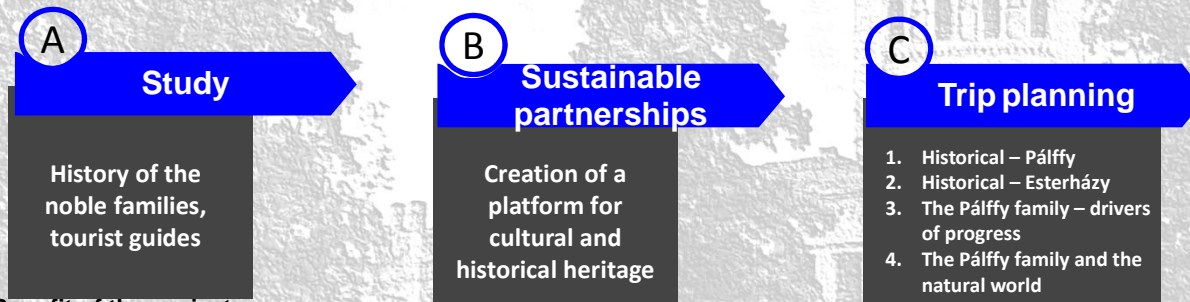 A
Study
History of the
noble families,
tourist guides
B
Sustainable
partnerships
Creation of a
platform for
cultural and
historical heritage
C
Trip planning
1. Historical – Pálffy
2. Historical – Esterházy
3. The Pálffy family – drivers
of progress
4. The Pálffy family and the
natural world